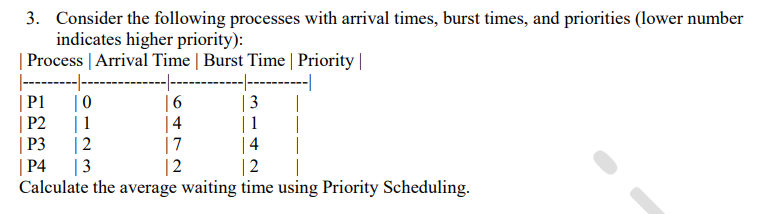 3. Consider the following processes with arrival times, burst times, and priorities (lower number
indicates higher priority):
| Process | Arrival Time | Burst Time | Priority |
|---------|--------------|------------|----------|
| P1 | 0 | 6 | 3 |
| P2 | 1 | 4 | 1 |
| P3 | 2 | 7 | 4 |
| P4 | 3 | 2 | 2 |
Calculate the average waiting time using Priority Scheduling.